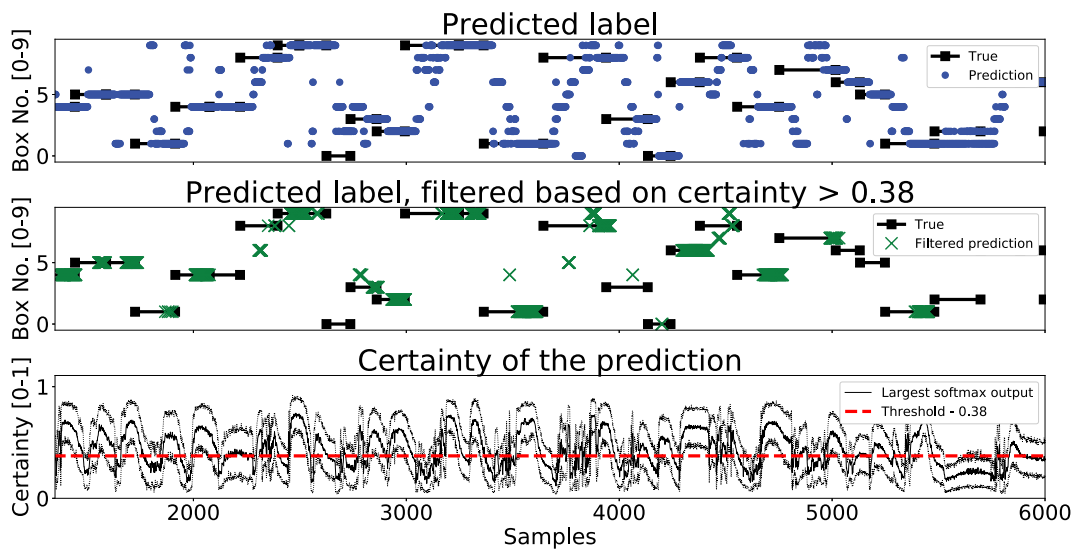 Predicted label
Box No. [0-9]
5
0
True
Prediction
Predicted label, filtered based on certainty > 0.38
Box No. [0-9]
5
0
True
Filtered prediction
Certainty of the prediction
Certainty [0-1]
1
0
Largest softmax output
Threshold - 0.38
2000 3000 4000 5000 6000
Samples